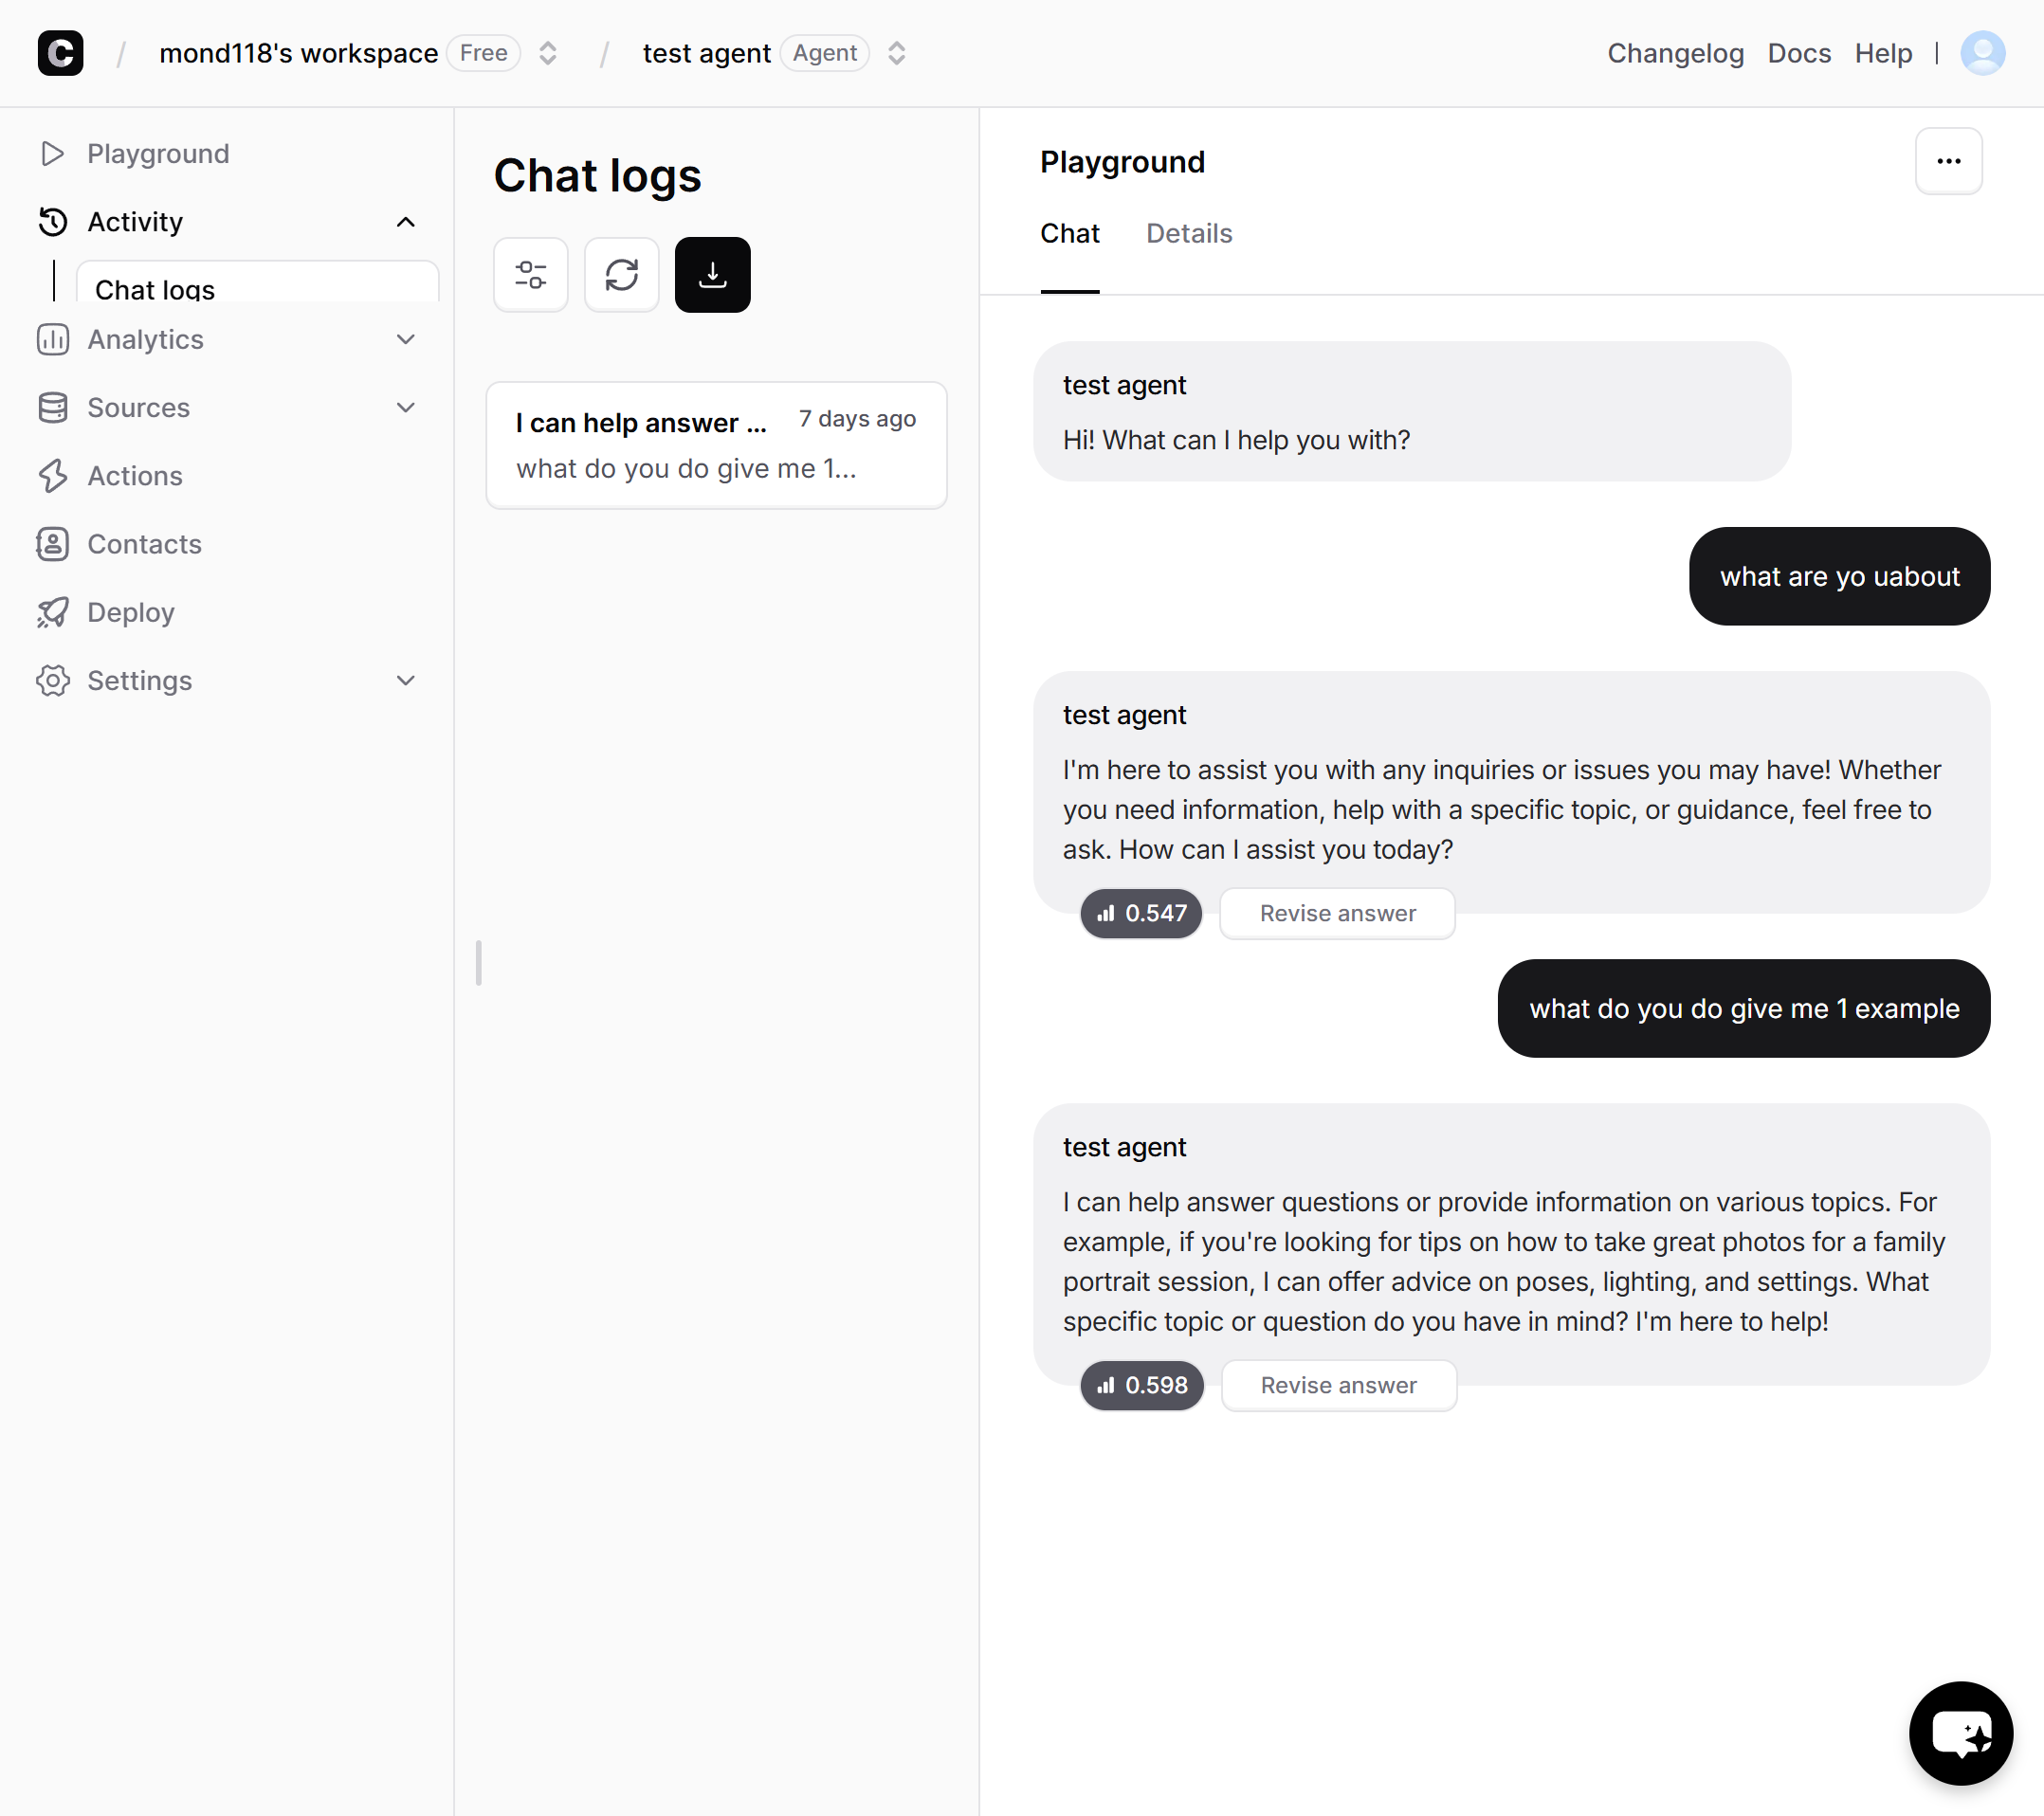 C / mond118's workspace Free / test agent Agent Changelog Docs Help |
Playground
Activity
Chat logs
Analytics
Sources
Actions
Contacts
Deploy
Settings
Chat logs
I can help answer ... 7 days ago
what do you do give me 1...
Playground
Chat Details
test agent
Hi! What can I help you with?
what are yo uabout
test agent
I'm here to assist you with any inquiries or issues you may have! Whether
you need information, help with a specific topic, or guidance, feel free to
ask. How can I assist you today?
0.547 Revise answer
what do you do give me 1 example
test agent
I can help answer questions or provide information on various topics. For
example, if you're looking for tips on how to take great photos for a family
portrait session, I can offer advice on poses, lighting, and settings. What
specific topic or question do you have in mind? I'm here to help!
0.598 Revise answer